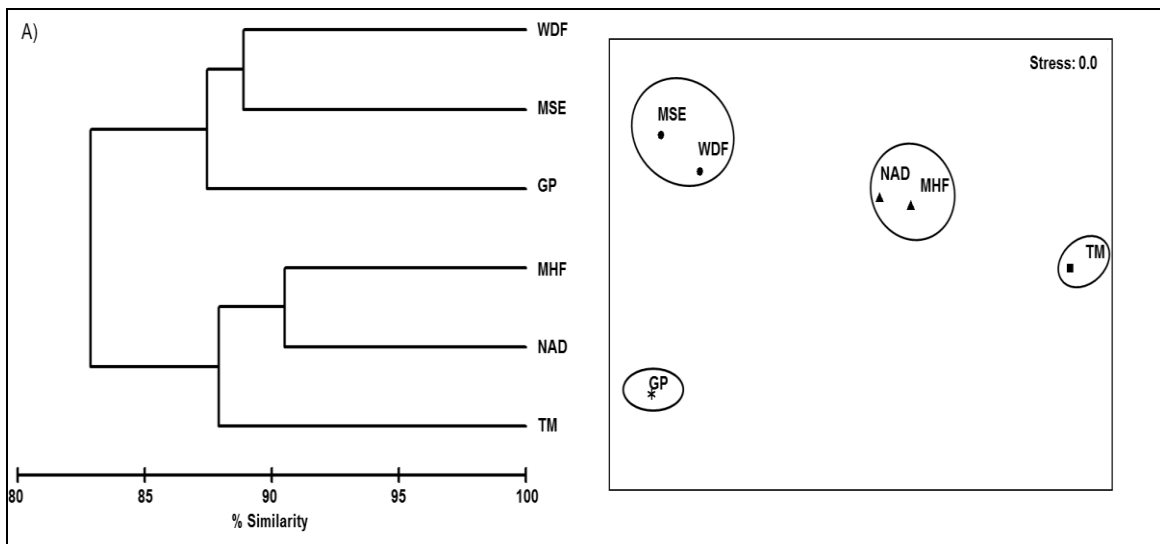 A)
WDF
MSE
GP
MHF
NAD
TM
80 85 90 95 100
% Similarity
Stress: 0.0
MSE
WDF
NAD MHF
TM
GP